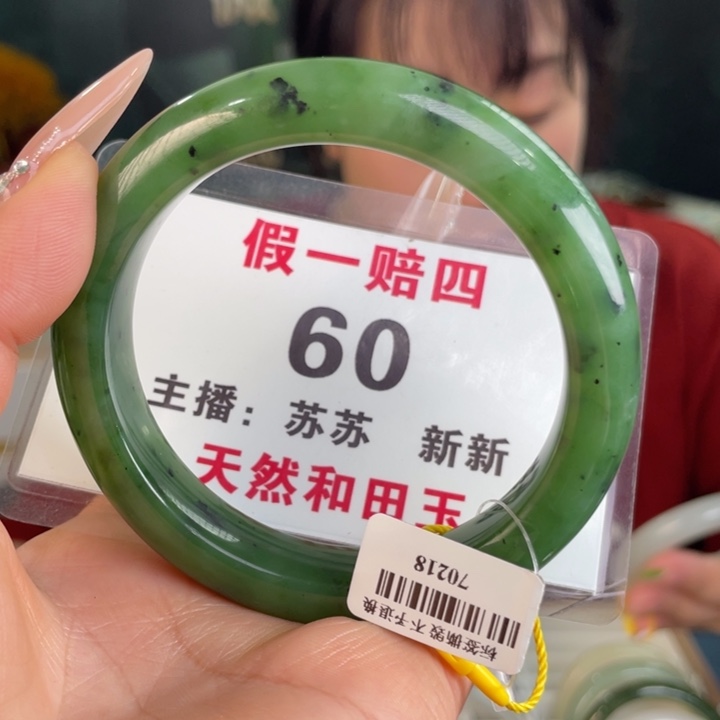 假一赔四
60
主播：苏苏 新新
天然和田玉
标签撕毁 不予退换
70218